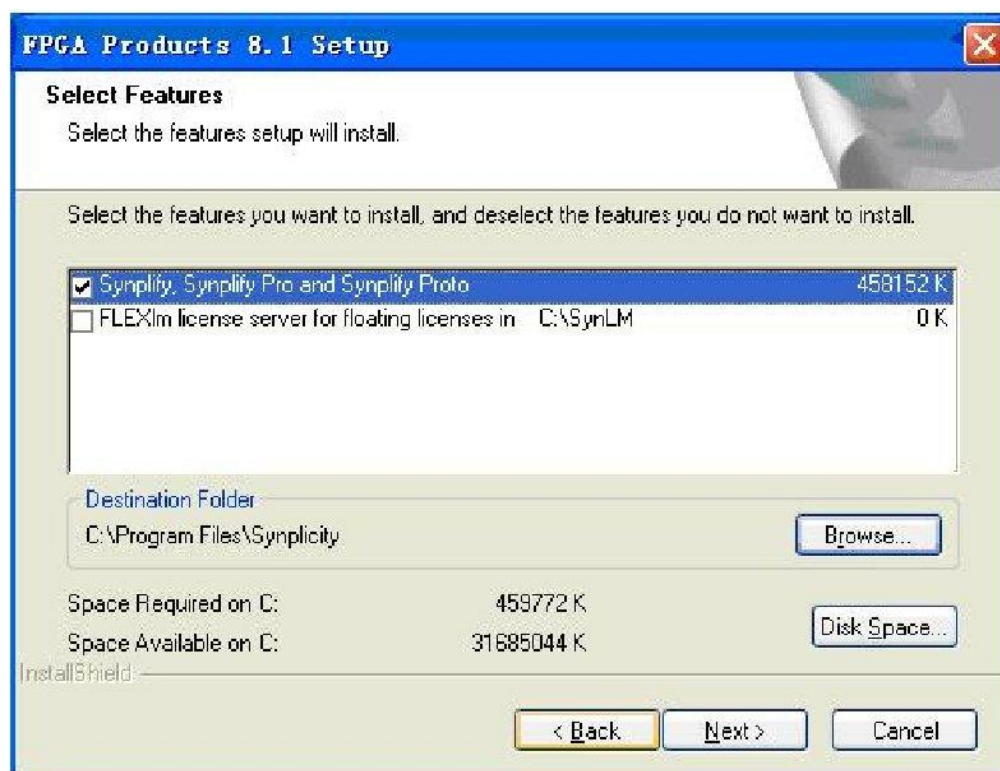 FPGA Products 8.1 Setup
Select Features
Select the features setup will install.
Select the features you want to install, and deselect the features you do not want to install.
Synplify, Synplify Pro and Synplify Proto 458152 K
FLEXlm license server for floating licenses in C:\SynLM 0 K
Destination Folder
C:\Program Files\Synplicity
Browse...
Space Required on C: 459772 K
Space Available on C: 31685044 K
Disk Space...
InstallShield
< Back Next > Cancel